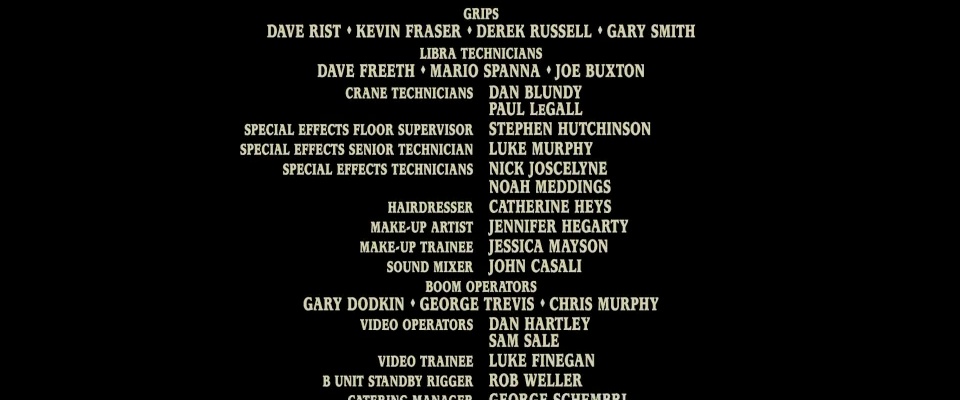 GRIPS
DAVE RIST ♦ KEVIN FRASER ♦ DEREK RUSSELL ♦ GARY SMITH
LIBRA TECHNICIANS
DAVE FREETH ♦ MARIO SPANNA ♦ JOE BUXTON
CRANE TECHNICIANS DAN BLUNDY
PAUL LEGALL
SPECIAL EFFECTS FLOOR SUPERVISOR STEPHEN HUTCHINSON
SPECIAL EFFECTS SENIOR TECHNICIAN LUKE MURPHY
SPECIAL EFFECTS TECHNICIANS NICK JOSCELYNE
NOAH MEDDINGS
HAIRDRESSER CATHERINE HEYS
MAKE-UP ARTIST JENNIFER HEGARTY
MAKE-UP TRAINEE JESSICA MAYSON
SOUND MIXER JOHN CASALI
BOOM OPERATORS
GARY DODKIN ♦ GEORGE TREVIS ♦ CHRIS MURPHY
VIDEO OPERATORS DAN HARTLEY
SAM SALE
VIDEO TRAINEE LUKE FINEGAN
B UNIT STANDBY RIGGER ROB WELLER
CATERING MANAGER GEORGE SCHEMBRI